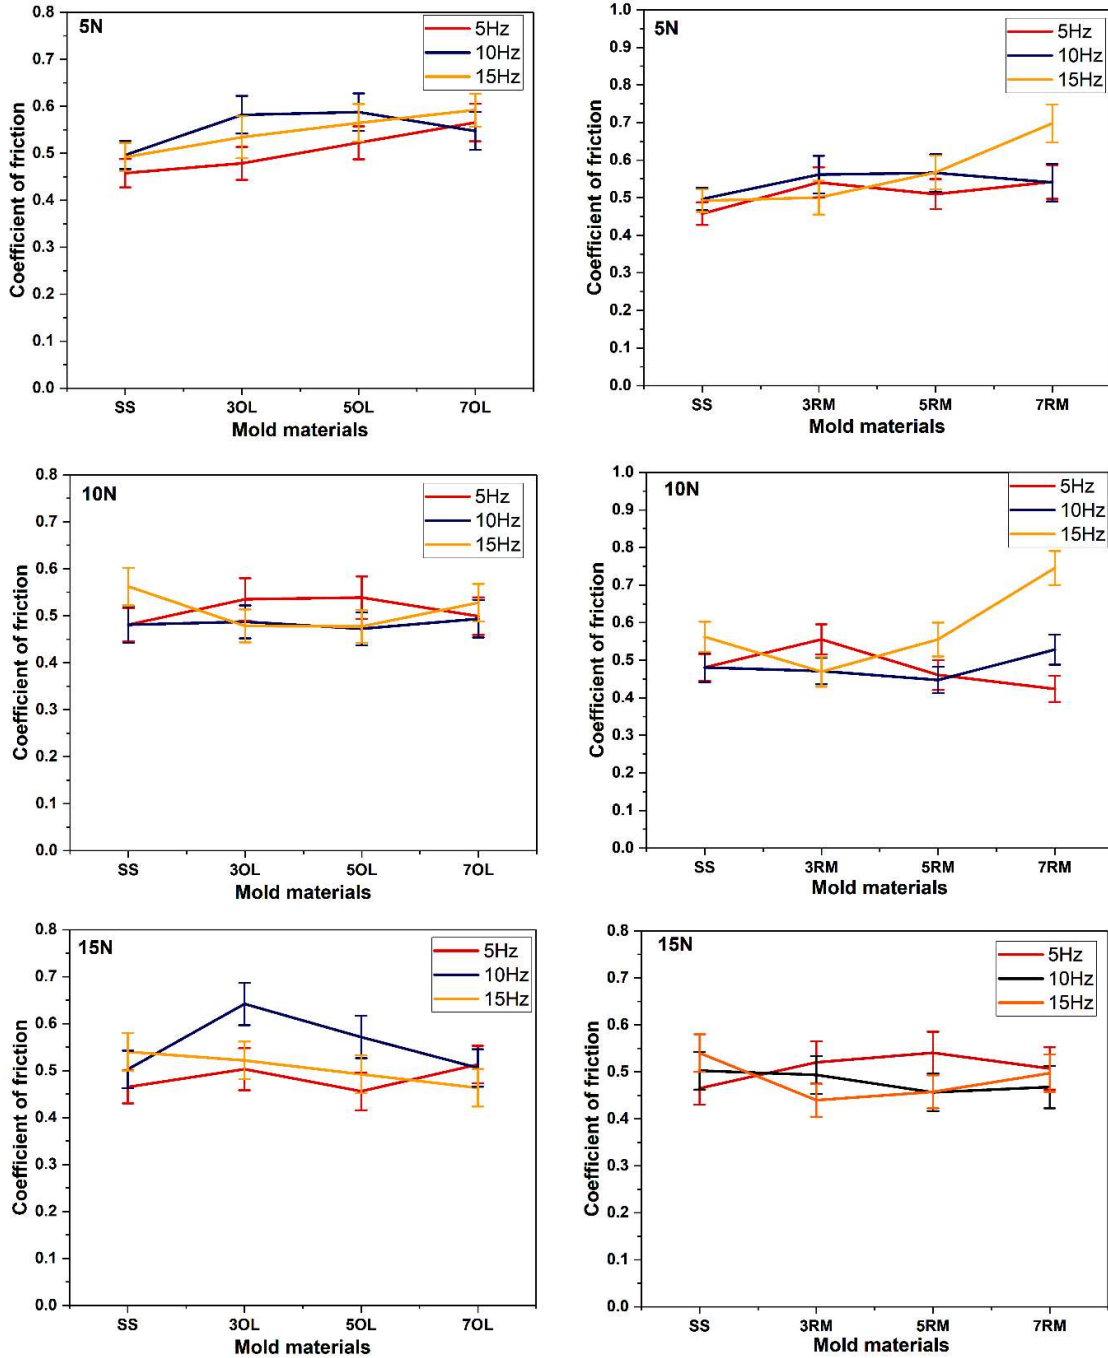 5N
5Hz
10Hz
15Hz
Coefficient of friction
0.8
0.7
0.6
0.5
0.4
0.3
0.2
0.1
0.0
SS 3OL 5OL 7OL
Mold materials
5N
5Hz
10Hz
15Hz
Coefficient of friction
1.0
0.9
0.8
0.7
0.6
0.5
0.4
0.3
0.2
0.1
0.0
SS 3RM 5RM 7RM
Mold materials
10N
5Hz
10Hz
15Hz
Coefficient of friction
0.8
0.7
0.6
0.5
0.4
0.3
0.2
0.1
0.0
SS 3OL 5OL 7OL
Mold materials
10N
5Hz
10Hz
15Hz
Coefficient of friction
1.0
0.9
0.8
0.7
0.6
0.5
0.4
0.3
0.2
0.1
0.0
SS 3RM 5RM 7RM
Mold materials
15N
5Hz
10Hz
15Hz
Coefficient of friction
0.8
0.7
0.6
0.5
0.4
0.3
0.2
0.1
0.0
SS 3OL 5OL 7OL
Mold materials
15N
5Hz
10Hz
15Hz
Coefficient of friction
0.8
0.7
0.6
0.5
0.4
0.3
0.2
0.1
0.0
SS 3RM 5RM 7RM
Mold materials